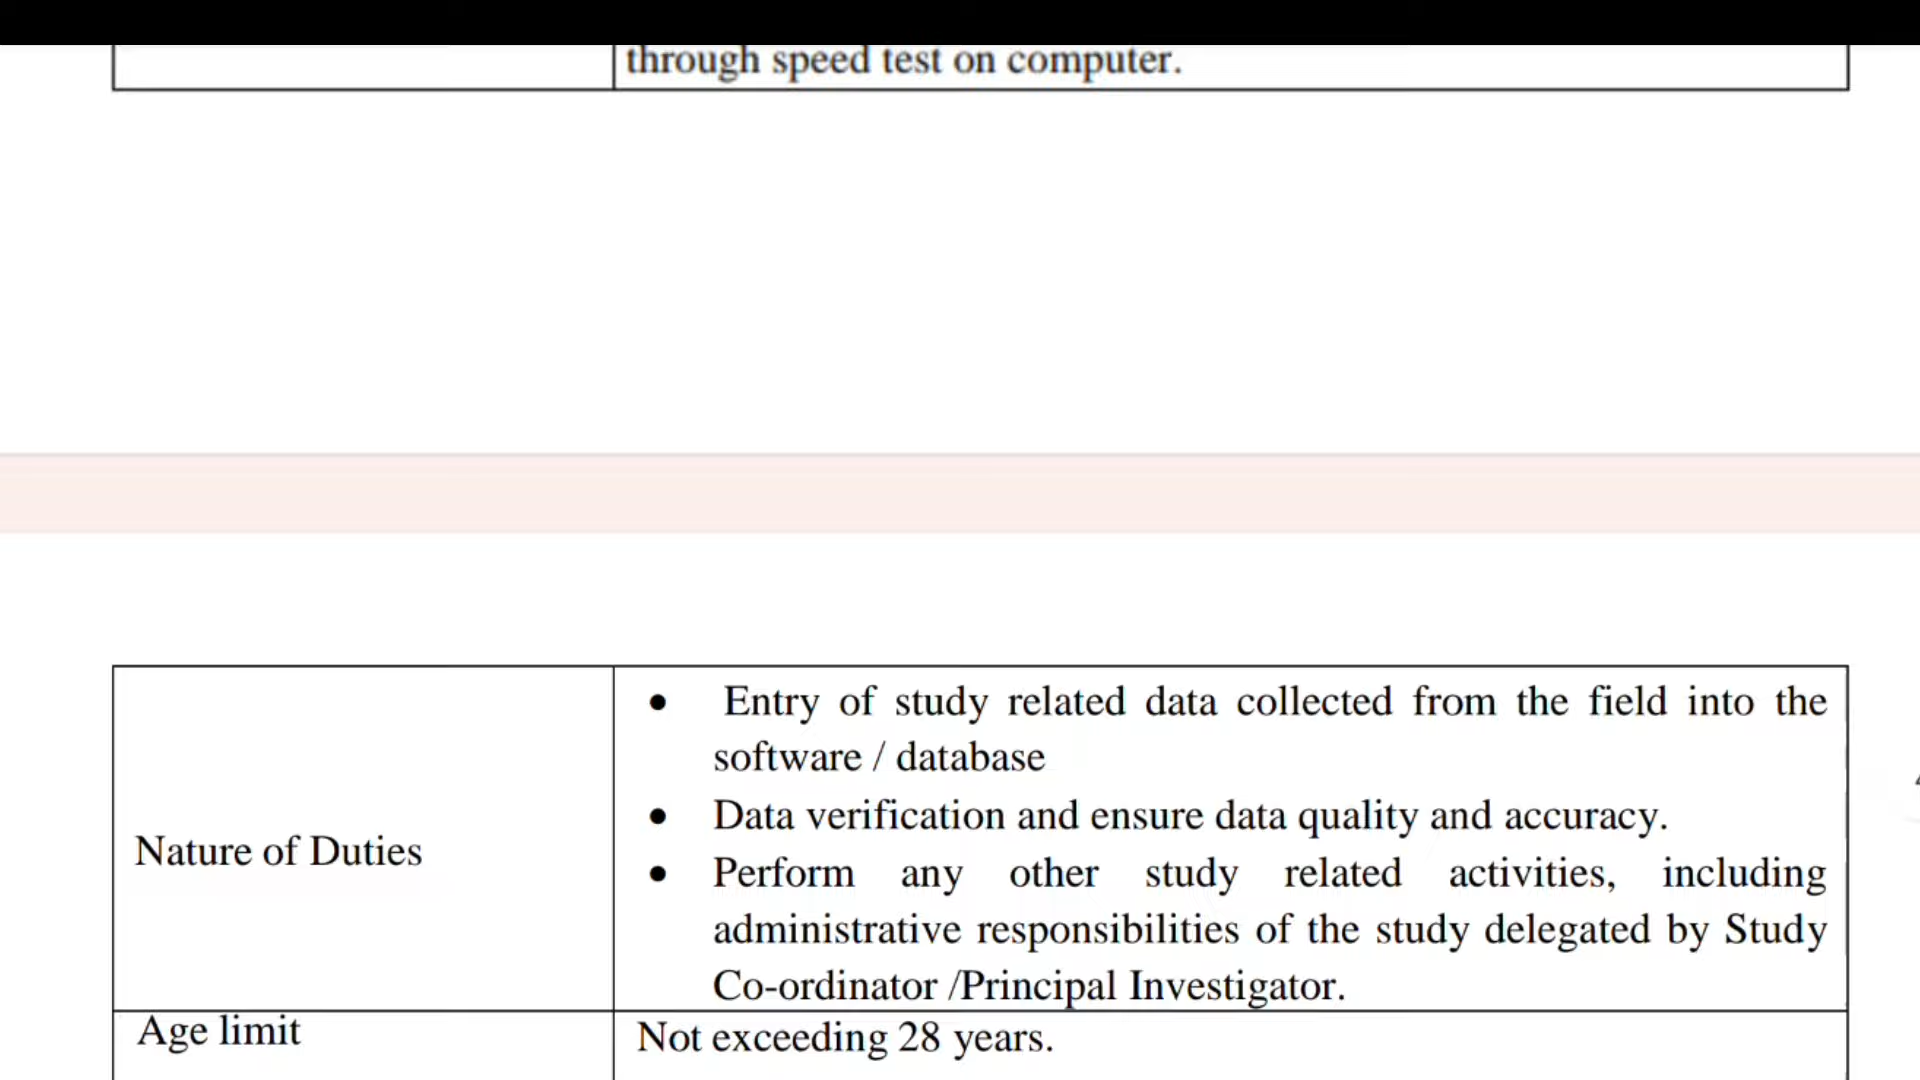 through speed test on computer.
• Entry of study related data collected from the field into the
software / database
• Data verification and ensure data quality and accuracy.
Nature of Duties
• Perform any other study related activities, including
administrative responsibilities of the study delegated by Study
Co-ordinator /Principal Investigator.
Age limit
Not exceeding 28 years.